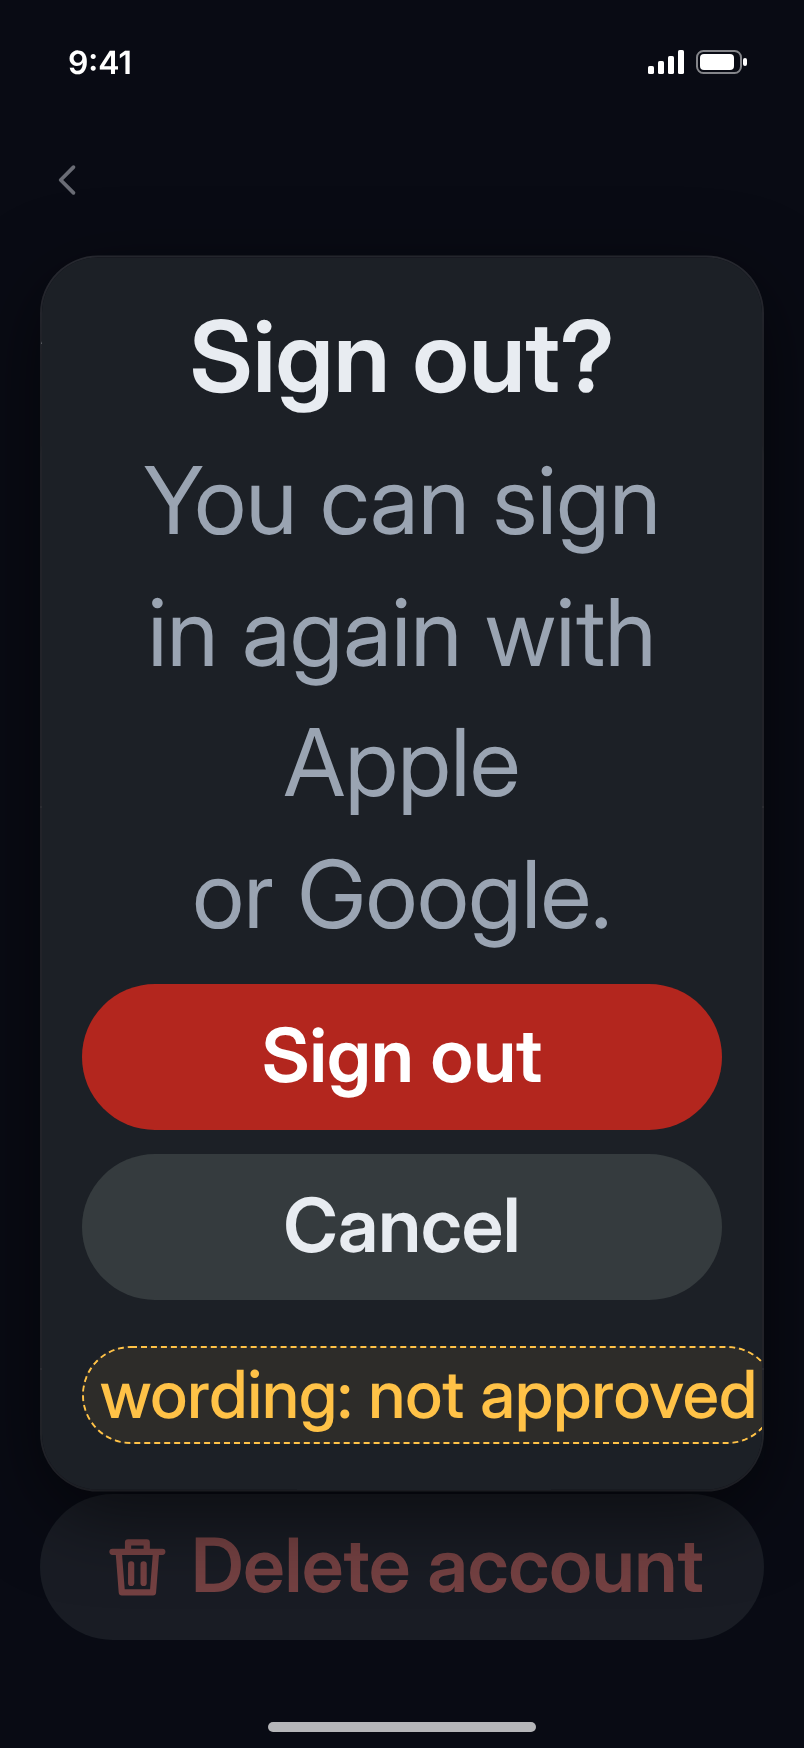 9:41
Sign out?
You can sign
in again with
Apple
or Google.
Sign out
Cancel
wording: not approved
Delete account